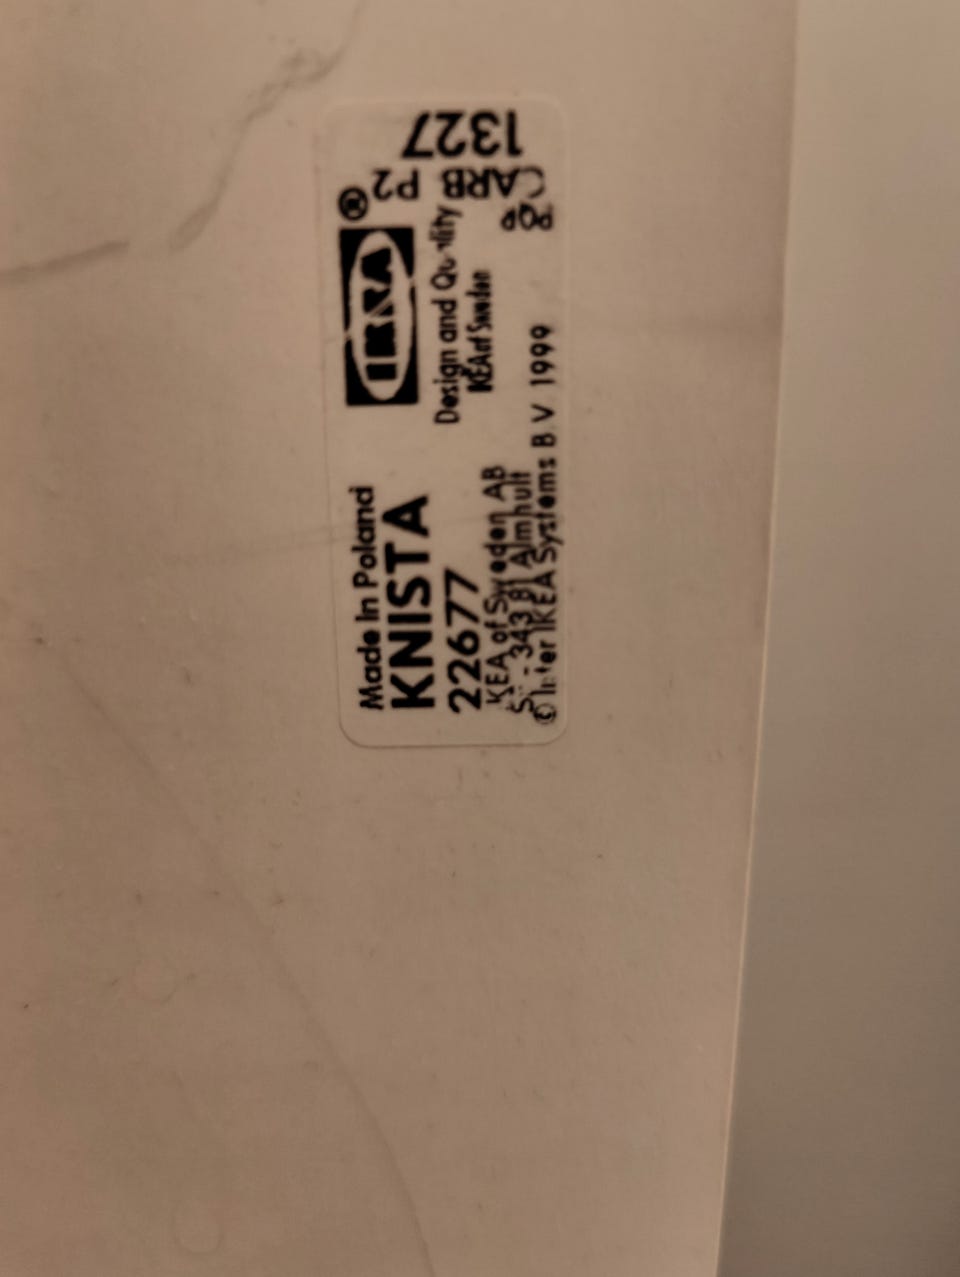 Made In Poland
KNISTA
22677
IKEA of Sweden AB
- 343 81 Älmhult
© Inter IKEA Systems B.V. 1999
IKEA®
Design and Quality
IKEA of Sweden
1327
CARB P2